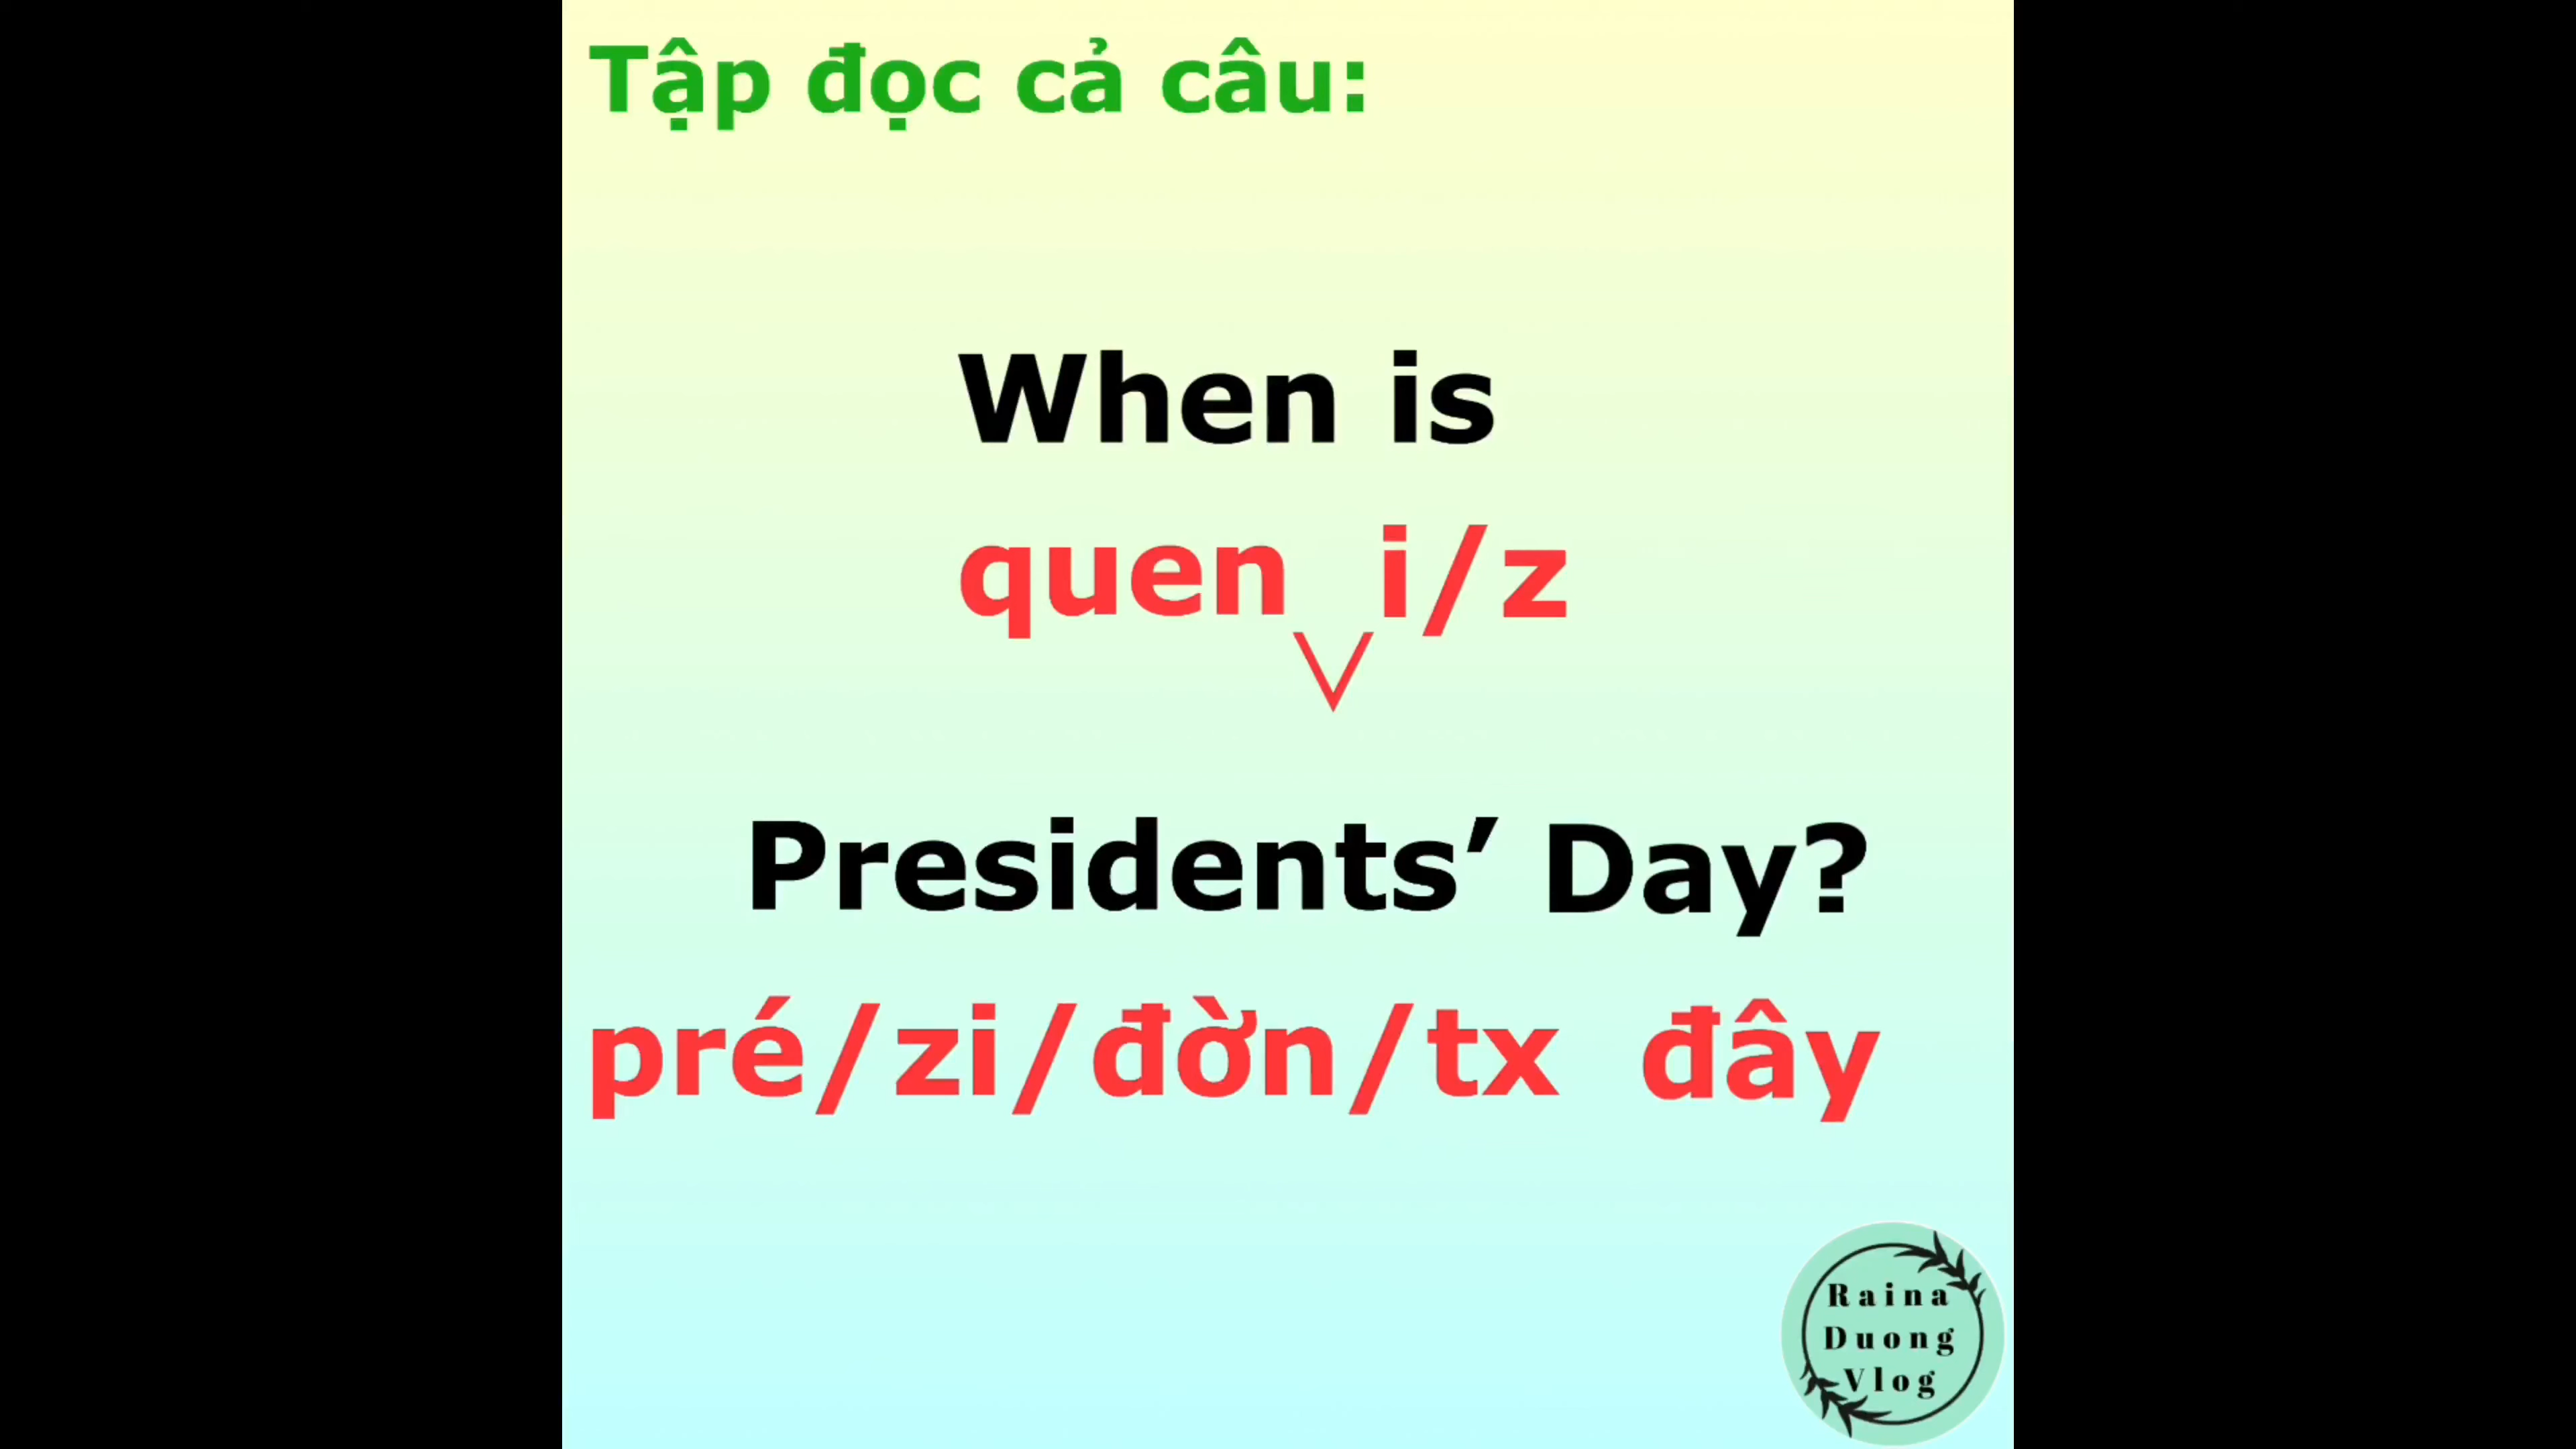 Tập đọc cả câu:
When is
quen i/z
Presidents’ Day?
pré/zi/đờn/tx đây
Raina
Duong
Vlog